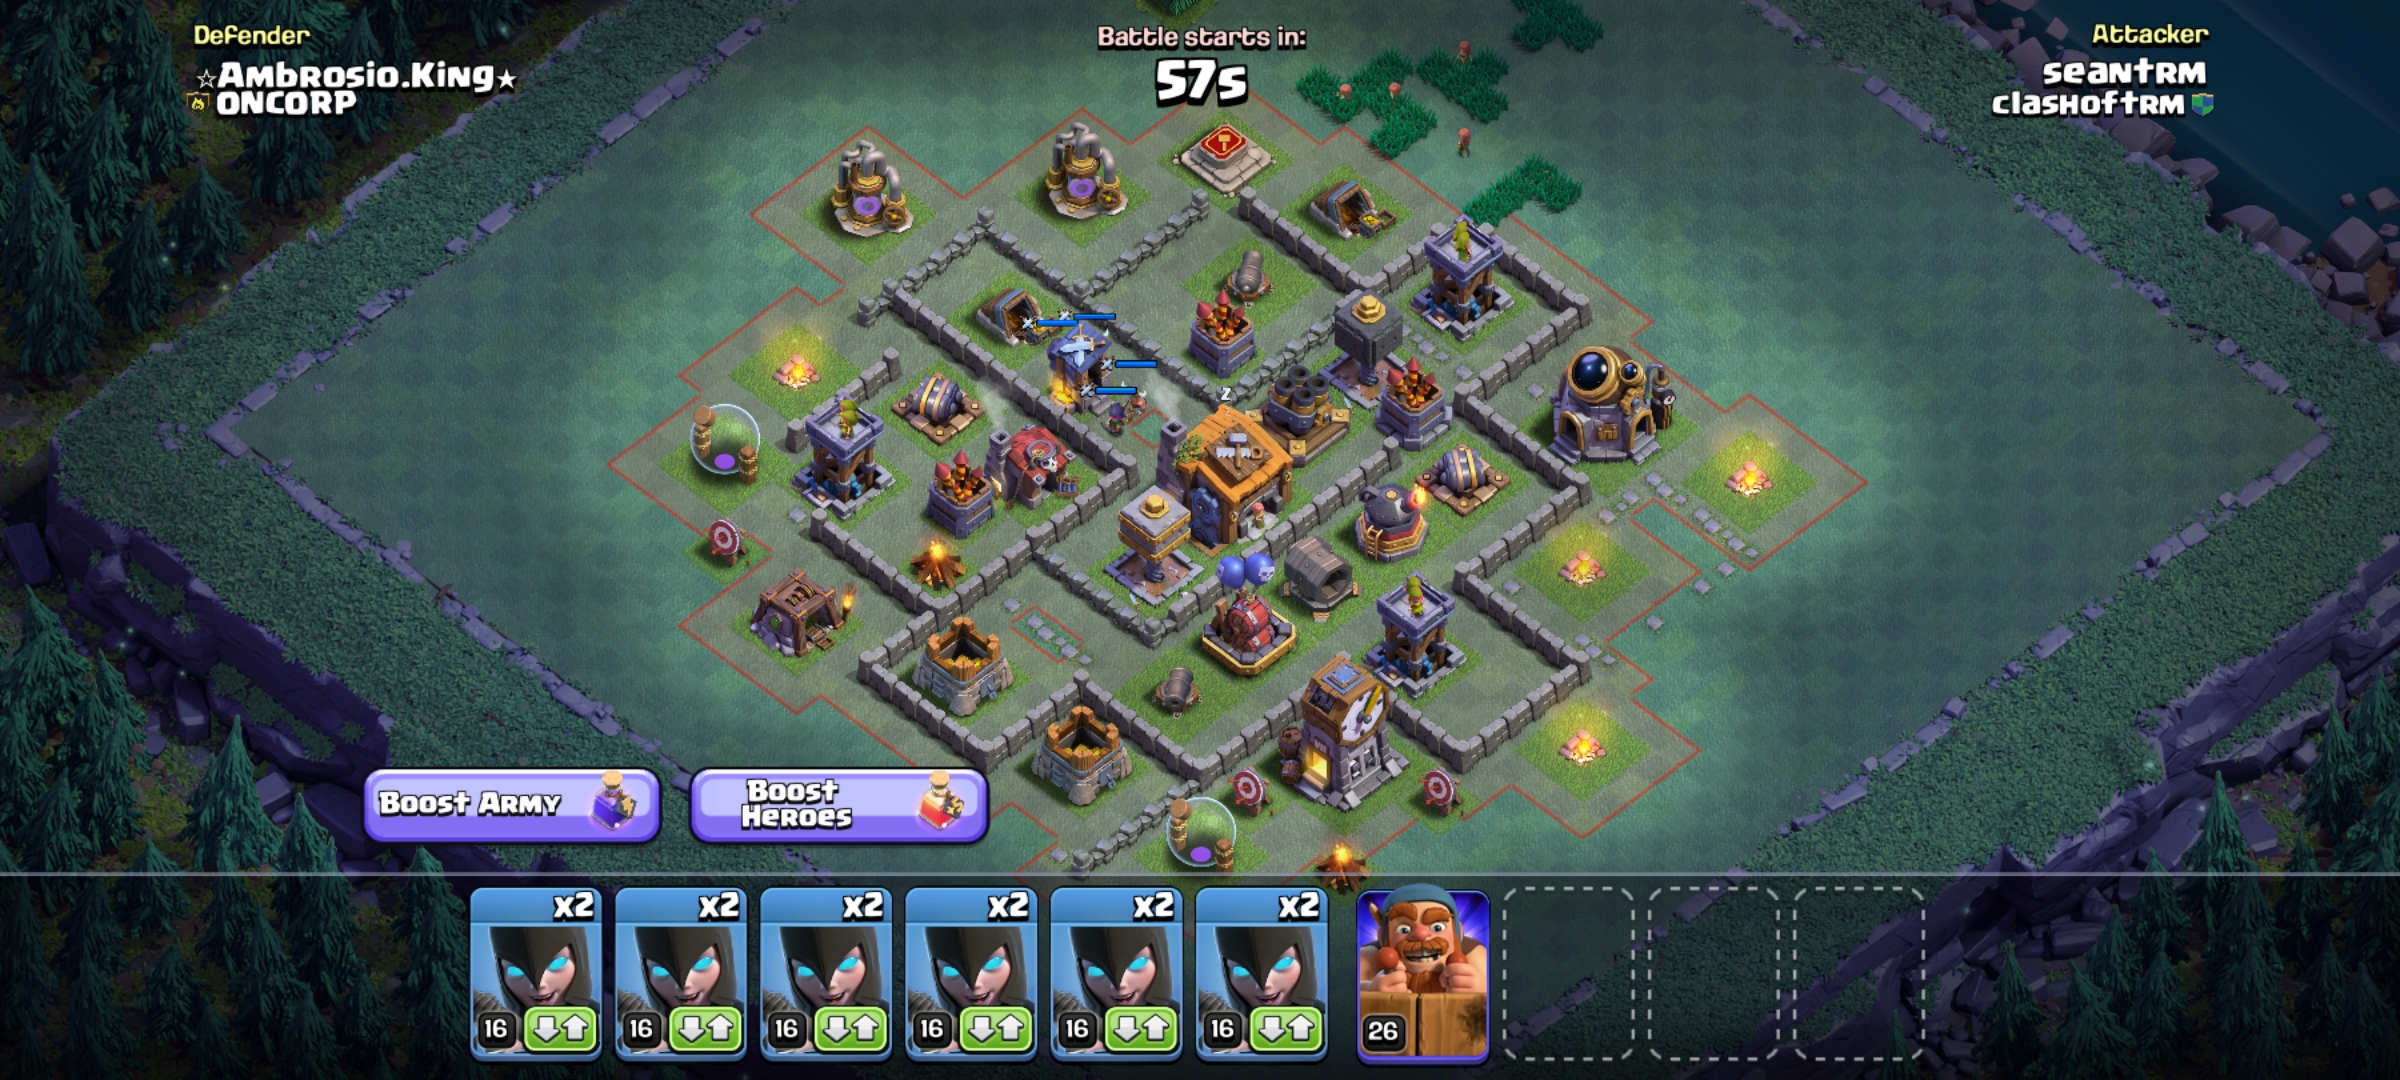 Defender
☆Ambrosio.King★
ONCORP
Battle starts in:
57s
Attacker
seantRM
clashoftRM
z
Boost Army
Boost
Heroes
x2
x2
x2
x2
x2
x2
16
16
16
16
16
16
26